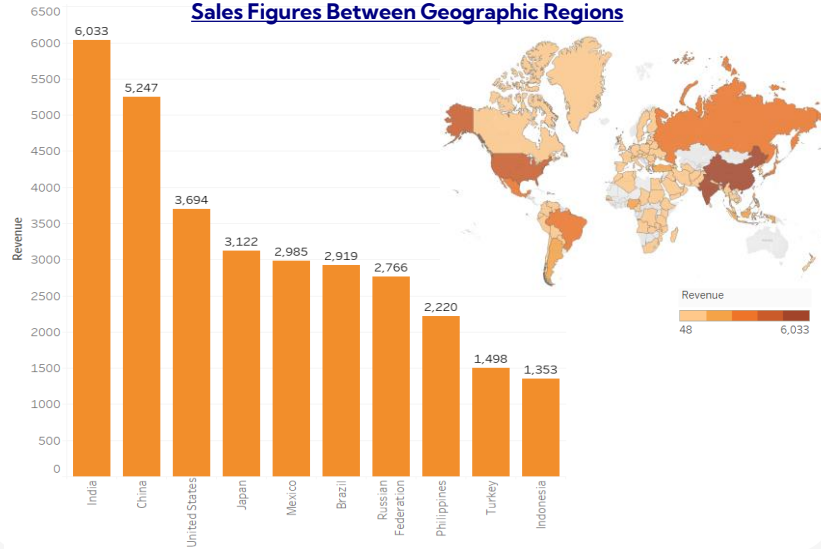 Sales Figures Between Geographic Regions
6500
6000
5500
5000
4500
4000
3500
3000
2500
2000
1500
1000
500
0
Revenue
6,033
5,247
3,694
3,122
2,985
2,919
2,766
2,220
1,498
1,353
India
China
United States
Japan
Mexico
Brazil
Russian
Federation
Philippines
Turkey
Indonesia
Revenue
48 6,033